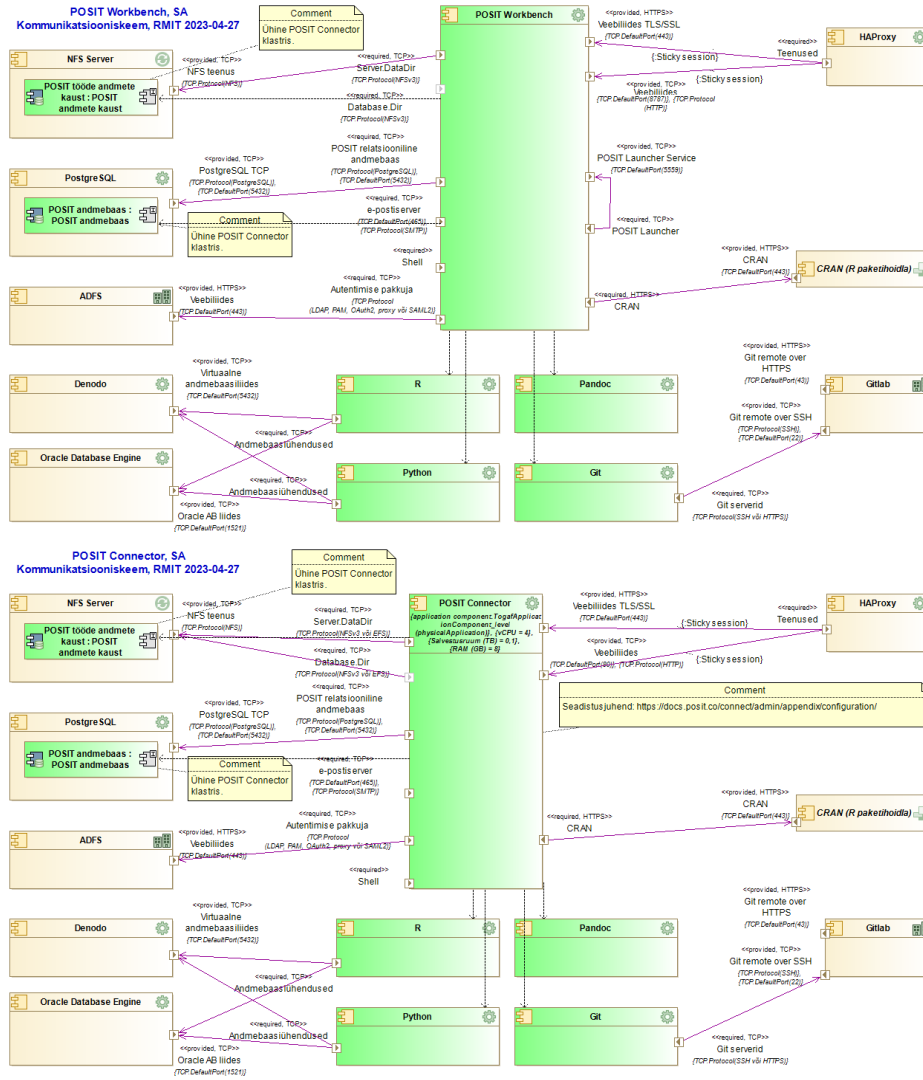 POSIT Workbench, SA
Kommunikatsiooniskeem, RMIT 2023-04-27
Comment
Ühine POSIT Connector
klastris.
POSIT Workbench
NFS Server
POSIT tööde andmete
kaust : POSIT
andmete kaust
<<provided, TCP>>
NFS teenus
{TCP.Protocol(NFS)}
<<required, TCP>>
Server.DataDir
{TCP.Protocol(NFSv3)}
<<required, TCP>>
Database.Dir
{TCP.Protocol(NFSv3)}
<<provided, HTTPS>>
Veebiliides TLS/SSL
{TCP.DefaultPort(443)}
{:Sticky session}
<<required>>
Teenused
HAProxy
{:Sticky session}
Veebiliides
{TCP.DefaultPort(8787)}, {TCP.Protocol
(HTTP)}
PostgreSQL
POSIT andmebaas :
POSIT andmebaas
<<provided, TCP>>
PostgreSQL TCP
{TCP.Protocol(PostgreSQL)},
{TCP.DefaultPort(5432)}
<<required, TCP>>
POSIT relatsiooniline
andmebaas
{TCP.Protocol(PostgreSQL)},
{TCP.DefaultPort(5432)}
Comment
Ühine POSIT Connector
klastris.
<<required, TCP>>
e-postiserver
{TCP.DefaultPort(465)},
{TCP.Protocol(SMTP)}
<<required>>
Shell
<<provided, TCP>>
POSIT Launcher Service
{TCP.DefaultPort(5559)}
<<required, TCP>>
POSIT Launcher
ADFS
<<provided, HTTPS>>
Veebiliides
{TCP.DefaultPort(443)}
<<required, TCP>>
Autentimise pakkuja
{TCP.Protocol
(LDAP, PAM, OAuth2, proxy või SAML2)}
<<provided, HTTPS>>
CRAN
{TCP.DefaultPort(443)}
CRAN (R paketihoidla)
<<required, HTTPS>>
CRAN
Denodo
<<provided, TCP>>
Virtuaalne
andmebaasiliides
{TCP.DefaultPort(5432)}
R
Pandoc
<<provided, HTTPS>>
Git remote over
HTTPS
{TCP.DefaultPort(43)}
Gitlab
<<provided, TCP>>
Git remote over SSH
{TCP.Protocol(SSH)},
{TCP.DefaultPort(22)}
<<required, TCP>>
Andmebaasiühendused
Oracle Database Engine
Python
Git
<<required, TCP>>
Andmebaasiühendused
<<provided, TCP>>
Oracle AB liides
{TCP.DefaultPort(1521)}
<<required, TCP>>
Git serverid
{TCP.Protocol(SSH või HTTPS)}
POSIT Connector, SA
Kommunikatsiooniskeem, RMIT 2023-04-27
Comment
Ühine POSIT Connector
klastris.
NFS Server
POSIT tööde andmete
kaust : POSIT
andmete kaust
<<provided, TCP>>
NFS teenus
{TCP.Protocol(NFS)}
<<required, TCP>>
Server.DataDir
{TCP.Protocol(NFSv3 või EFS)}
<<required, TCP>>
Database.Dir
{TCP.Protocol(NFSv3 või EFS)}
POSIT Connector
{application component.TogafApplicat
ionComponent_level
(physicalApplication)}, {vCPU = 4},
{Salvestusruum (TB) = 0,1},
{RAM (GB) = 8}
<<provided, HTTPS>>
Veebiliides TLS/SSL
{TCP.DefaultPort(443)}
{:Sticky session}
<<required>>
Teenused
HAProxy
<<provided, TCP>>
Veebiliides
{TCP.DefaultPort(80)}, {TCP.Protocol(HTTP)}
{:Sticky session}
Comment
Seadistusjuhend: https://docs.posit.co/connect/admin/appendix/configuration/
PostgreSQL
POSIT andmebaas :
POSIT andmebaas
<<provided, TCP>>
PostgreSQL TCP
{TCP.Protocol(PostgreSQL)},
{TCP.DefaultPort(5432)}
<<required, TCP>>
POSIT relatsiooniline
andmebaas
{TCP.Protocol(PostgreSQL)},
{TCP.DefaultPort(5432)}
Comment
Ühine POSIT Connector
klastris.
<<required, TCP>>
e-postiserver
{TCP.DefaultPort(465)},
{TCP.Protocol(SMTP)}
ADFS
<<provided, HTTPS>>
Veebiliides
{TCP.DefaultPort(443)}
<<required, TCP>>
Autentimise pakkuja
{TCP.Protocol
(LDAP, PAM, OAuth2, proxy või SAML2)}
<<required>>
Shell
<<required, HTTPS>>
CRAN
<<provided, HTTPS>>
CRAN
{TCP.DefaultPort(443)}
CRAN (R paketihoidla)
Denodo
<<provided, TCP>>
Virtuaalne
andmebaasiliides
{TCP.DefaultPort(5432)}
R
Pandoc
<<provided, HTTPS>>
Git remote over
HTTPS
{TCP.DefaultPort(43)}
Gitlab
<<provided, TCP>>
Git remote over SSH
{TCP.Protocol(SSH)},
{TCP.DefaultPort(22)}
<<required, TCP>>
Andmebaasiühendused
Oracle Database Engine
Python
Git
<<required, TCP>>
Andmebaasiühendused
<<provided, TCP>>
Oracle AB liides
{TCP.DefaultPort(1521)}
<<required, TCP>>
Git serverid
{TCP.Protocol(SSH või HTTPS)}